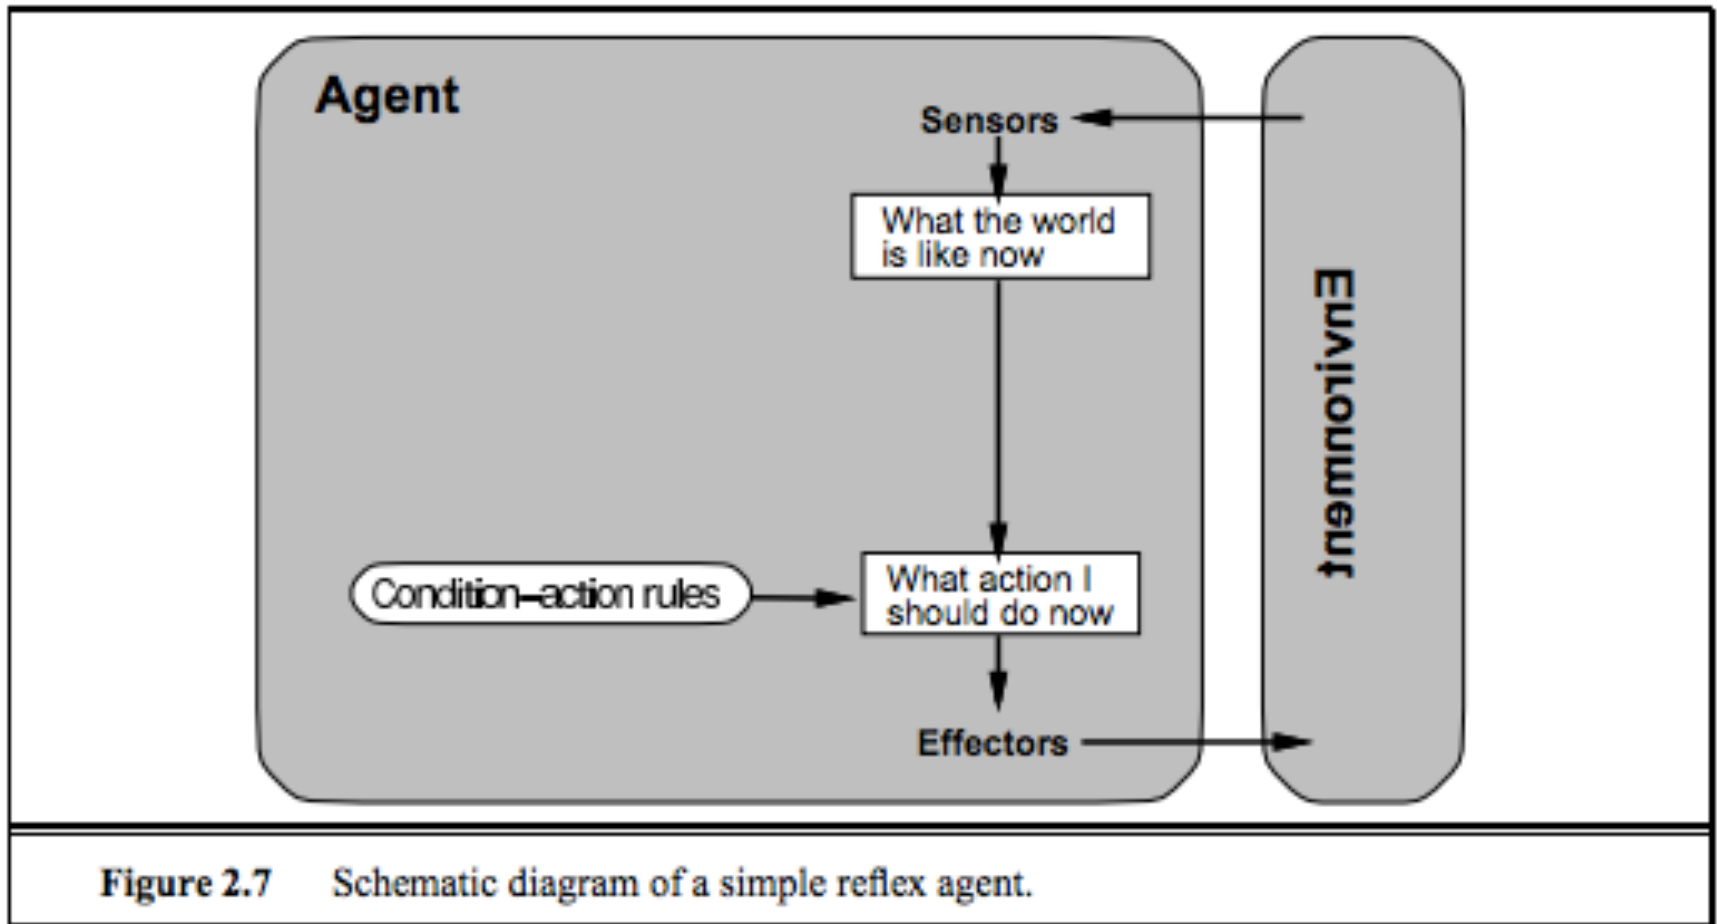 Agent
Sensors
What the world
is like now
Environment
Condition–action rules
What action I
should do now
Effectors
Figure 2.7 Schematic diagram of a simple reflex agent.